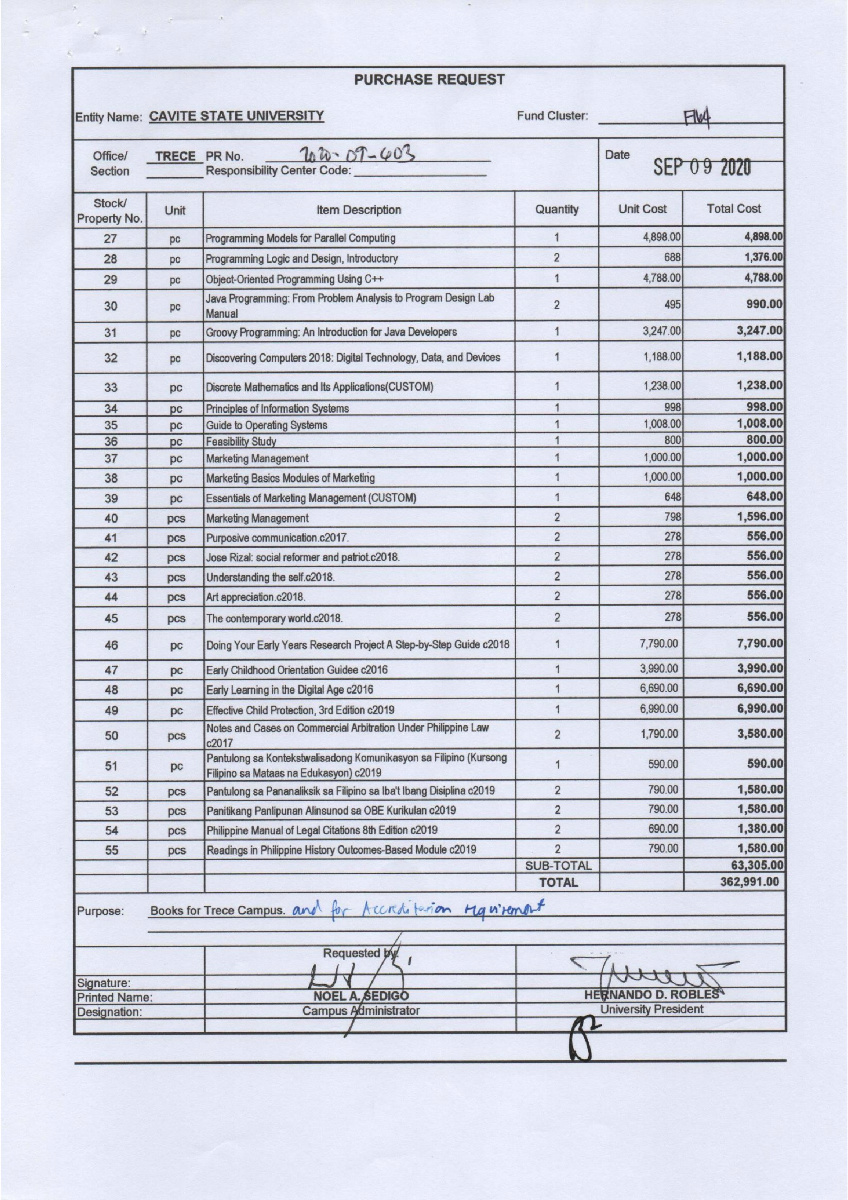 PURCHASE REQUEST
Entity Name: CAVITE STATE UNIVERSITY Fund Cluster:
Office/ Section TRECE PR No. 2020-09-603 Date SEP 09 2020
Responsibility Center Code:
Stock/ Property No. Unit Item Description Quantity Unit Cost Total Cost
27 pc Programming Models for Parallel Computing 1 4,898.00 4,898.00
28 pc Programming Logic and Design, Introductory 2 688 1,376.00
29 pc Object-Oriented Programming Using C++ 1 4,788.00 4,788.00
30 pc Java Programming: From Problem Analysis to Program Design Lab Manual 2 495 990.00
31 pc Groovy Programming: An Introduction for Java Developers 1 3,247.00 3,247.00
32 pc Discovering Computers 2018: Digital Technology, Data, and Devices 1 1,188.00 1,188.00
33 pc Discrete Mathematics and Its Applications(CUSTOM) 1 1,238.00 1,238.00
34 pc Principles of Information Systems 1 998 998.00
35 pc Guide to Operating Systems 1 1,008.00 1,008.00
36 pc Feasibility Study 1 800 800.00
37 pc Marketing Management 1 1,000.00 1,000.00
38 pc Marketing Basics Modules of Marketing 1 1,000.00 1,000.00
39 pc Essentials of Marketing Management (CUSTOM) 1 648 648.00
40 pcs Marketing Management 2 798 1,596.00
41 pcs Purposive communication.c2017. 2 278 556.00
42 pcs Jose Rizal: social reformer and patriot.c2018. 2 278 556.00
43 pcs Understanding the self.c2018. 2 278 556.00
44 pcs Art appreciation.c2018. 2 278 556.00
45 pcs The contemporary world.c2018. 2 278 556.00
46 pc Doing Your Early Years Research Project A Step-by-Step Guide c2018 1 7,790.00 7,790.00
47 pc Early Childhood Orientation Guidee c2016 1 3,990.00 3,990.00
48 pc Early Learning in the Digital Age c2016 1 6,690.00 6,690.00
49 pc Effective Child Protection, 3rd Edition c2019 1 6,990.00 6,990.00
50 pcs Notes and Cases on Commercial Arbitration Under Philippine Law c2017 2 1,790.00 3,580.00
51 pc Pantulong sa Kontekstwalisadong Komunikasyon sa Filipino (Kursong Filipino sa Mataas na Edukasyon) c2019 1 590.00 590.00
52 pcs Pantulong sa Pananaliksik sa Filipino sa Iba't Ibang Disiplina c2019 2 790.00 1,580.00
53 pcs Panitikang Panlipunan Alinsunod sa OBE Kurikulan c2019 2 790.00 1,580.00
54 pcs Philippine Manual of Legal Citations 8th Edition c2019 2 690.00 1,380.00
55 pcs Readings in Philippine History Outcomes-Based Module c2019 2 790.00 1,580.00
SUB-TOTAL 63,305.00
TOTAL 362,991.00
Purpose: Books for Trece Campus. and for Accreditation requirement
Requested by:
Signature:
Printed Name: NOEL A. SEDIGO HERNANDO D. ROBLES
Designation: Campus Administrator University President